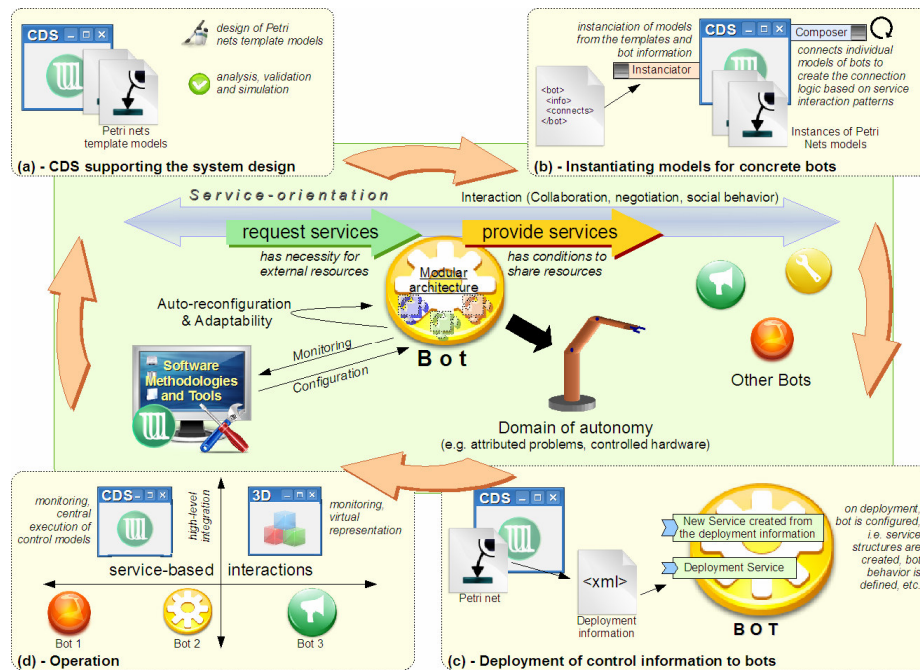 CDS
design of Petri
nets template models
analysis, validation
and simulation
Petri nets
template models
(a) - CDS supporting the system design
instanciation of models
from the templates and
bot information
Instanciator
<bot>
<info>
<connects>
</bot>
CDS
Composer
connects individual
models of bots to
create the connection
logic based on service
interaction patterns
Instances of Petri
Nets models
(b) - Instantiating models for concrete bots
Service-orientation
Interaction (Collaboration, negotiation, social behavior)
request services
provide services
has necessity for
external resources
has conditions to
share resources
Modular
architecture
Auto-reconfiguration
& Adaptability
Bot
Monitoring
Configuration
Software
Methodologies
and Tools
Other Bots
Domain of autonomy
(e.g. attributed problems, controlled hardware)
monitoring,
central
execution of
control models
CDS
high-level
integration
3D
monitoring,
virtual
representation
service-based interactions
Bot 1
Bot 2
Bot 3
(d) - Operation
CDS
Petri net
<xml>
Deployment
information
New Service created from
the deployment information
Deployment Service
BOT
on deployment,
bot is configured,
i.e. service
structures are
created, bot
behavior is
defined, etc.
(c) - Deployment of control information to bots